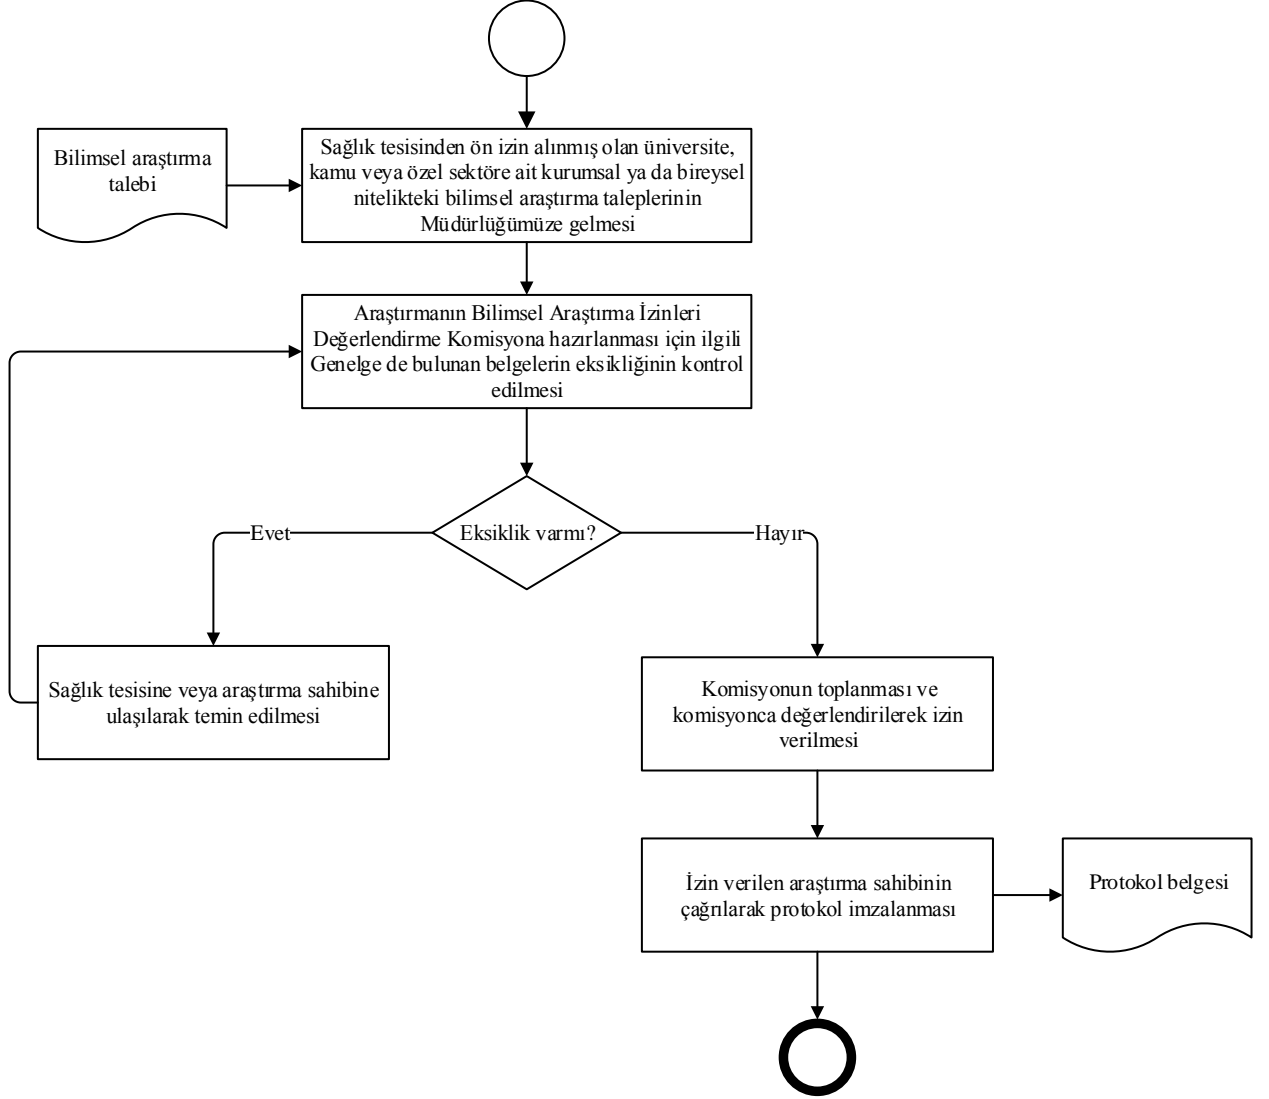 Bilimsel araştırma
talebi
Sağlık tesisinden ön izin alınmış olan üniversite,
kamu veya özel sektöre ait kurumsal ya da bireysel
nitelikteki bilimsel araştırma taleplerinin
Müdürlüğümüze gelmesi
Araştırmanın Bilimsel Araştırma İzinleri
Değerlendirme Komisyona hazırlanması için ilgili
Genelge de bulunan belgelerin eksikliğinin kontrol
edilmesi
Evet
Eksiklik varmı?
Hayır
Sağlık tesisine veya araştırma sahibine
ulaşılarak temin edilmesi
Komisyonun toplanması ve
komisyonca değerlendirilerek izin
verilmesi
İzin verilen araştırma sahibinin
çağrılarak protokol imzalanması
Protokol belgesi